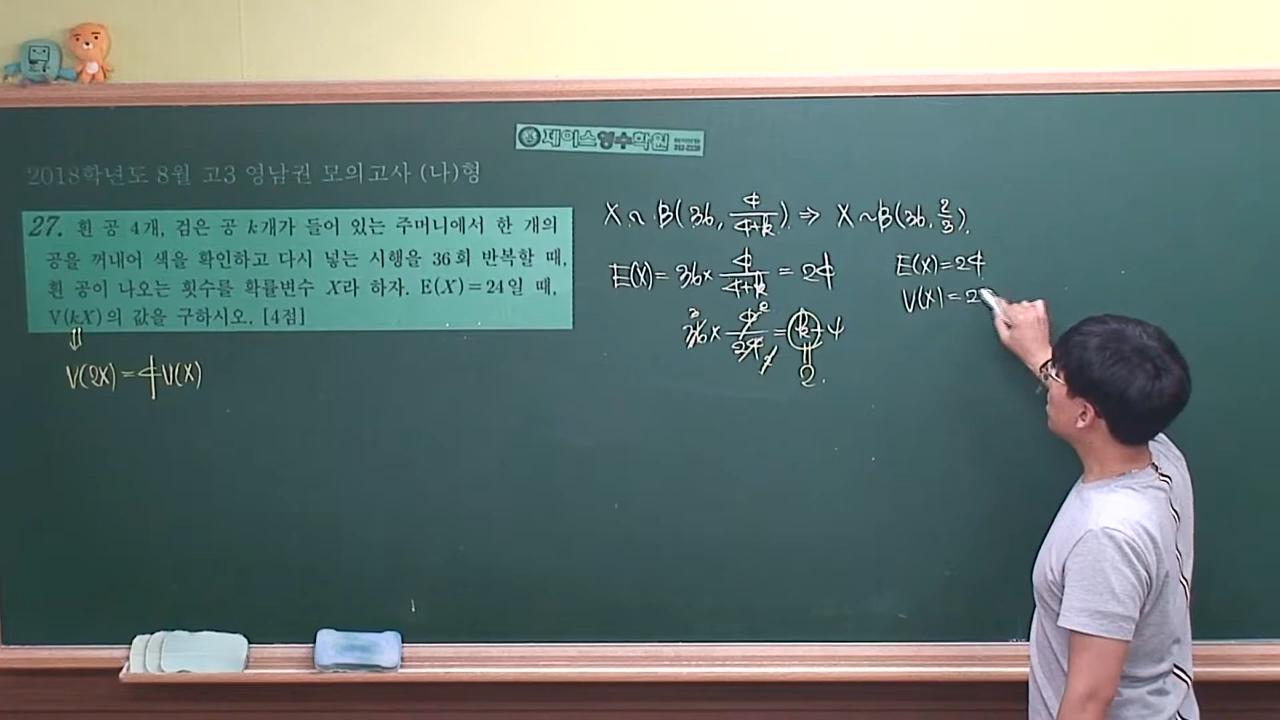 제이스영수학원
2018학년도 8월 고3 영남권 모의고사 (나)형
27. 흰 공 4개, 검은 공 k개가 들어 있는 주머니에서 한 개의
공을 꺼내어 색을 확인하고 다시 넣는 시행을 36회 반복할 때,
흰 공이 나오는 횟수를 확률변수 X라 하자. E(X)=24일 때,
V(kX)의 값을 구하시오. [4점]
⇓
V(2X)=4V(X)
X ~ B(36, 4/4+k) ⇒ X~B(36, 2/3).
E(X)= 36× 4/4+k = 24
36× 4/24 = k+4
2.
E(X)=24
V(X)=2